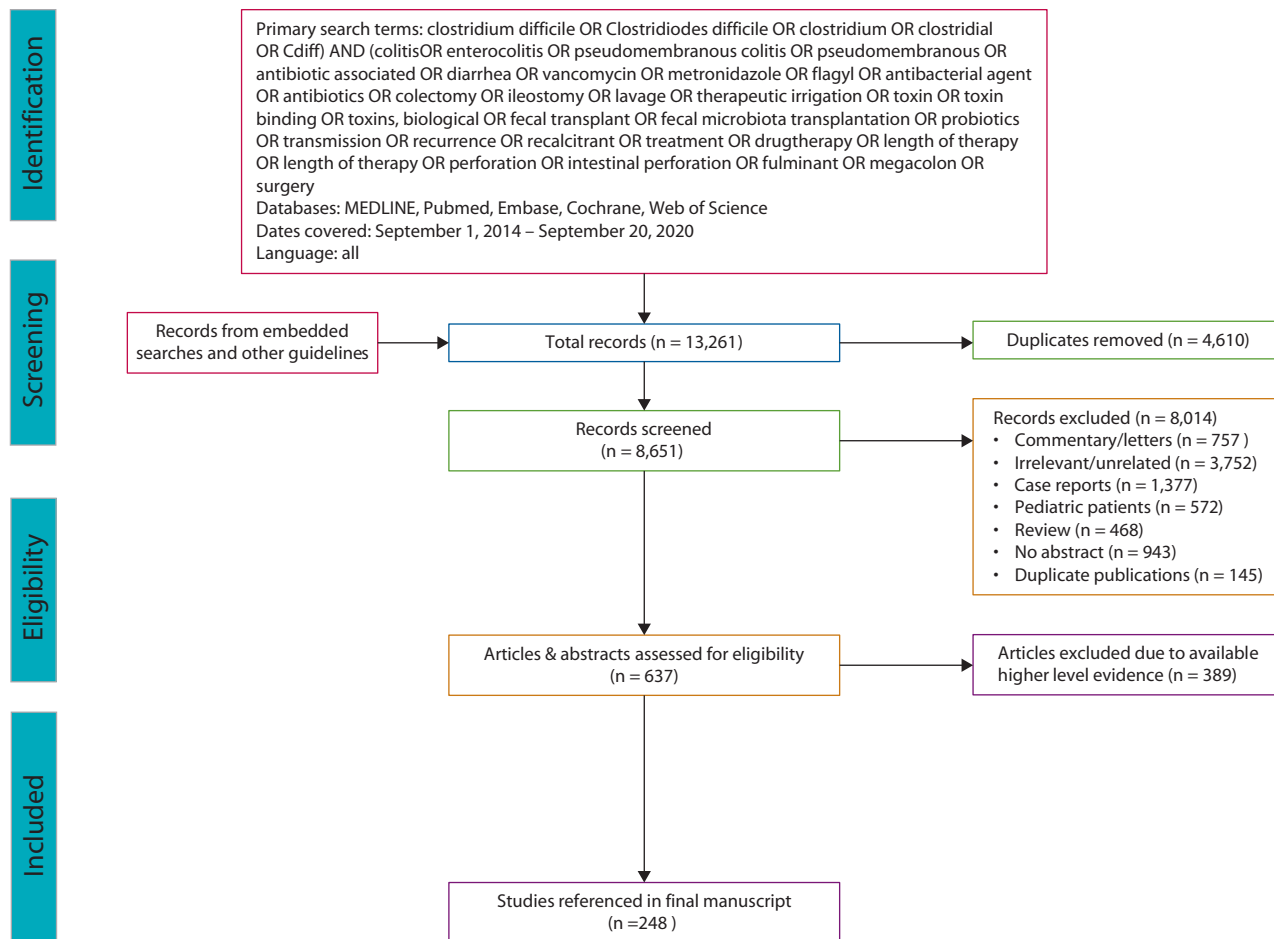 Identification
Primary search terms: clostridium difficile OR Clostridiodes difficile OR clostridium OR clostridial
OR Cdiff) AND (colitisOR enterocolitis OR pseudomembranous colitis OR pseudomembranous OR
antibiotic associated OR diarrhea OR vancomycin OR metronidazole OR flagyl OR antibacterial agent
OR antibiotics OR colectomy OR ileostomy OR lavage OR therapeutic irrigation OR toxin OR toxin
binding OR toxins, biological OR fecal transplant OR fecal microbiota transplantation OR probiotics
OR transmission OR recurrence OR recalcitrant OR treatment OR drugtherapy OR length of therapy
OR length of therapy OR perforation OR intestinal perforation OR fulminant OR megacolon OR
surgery
Databases: MEDLINE, Pubmed, Embase, Cochrane, Web of Science
Dates covered: September 1, 2014 – September 20, 2020
Language: all
Screening
Records from embedded
searches and other guidelines
Total records (n = 13,261)
Duplicates removed (n = 4,610)
Records screened
(n = 8,651)
Records excluded (n = 8,014)
• Commentary/letters (n = 757 )
• Irrelevant/unrelated (n = 3,752)
• Case reports (n = 1,377)
• Pediatric patients (n = 572)
• Review (n = 468)
• No abstract (n = 943)
• Duplicate publications (n = 145)
Eligibility
Articles & abstracts assessed for eligibility
(n = 637)
Articles excluded due to available
higher level evidence (n = 389)
Included
Studies referenced in final manuscript
(n =248 )